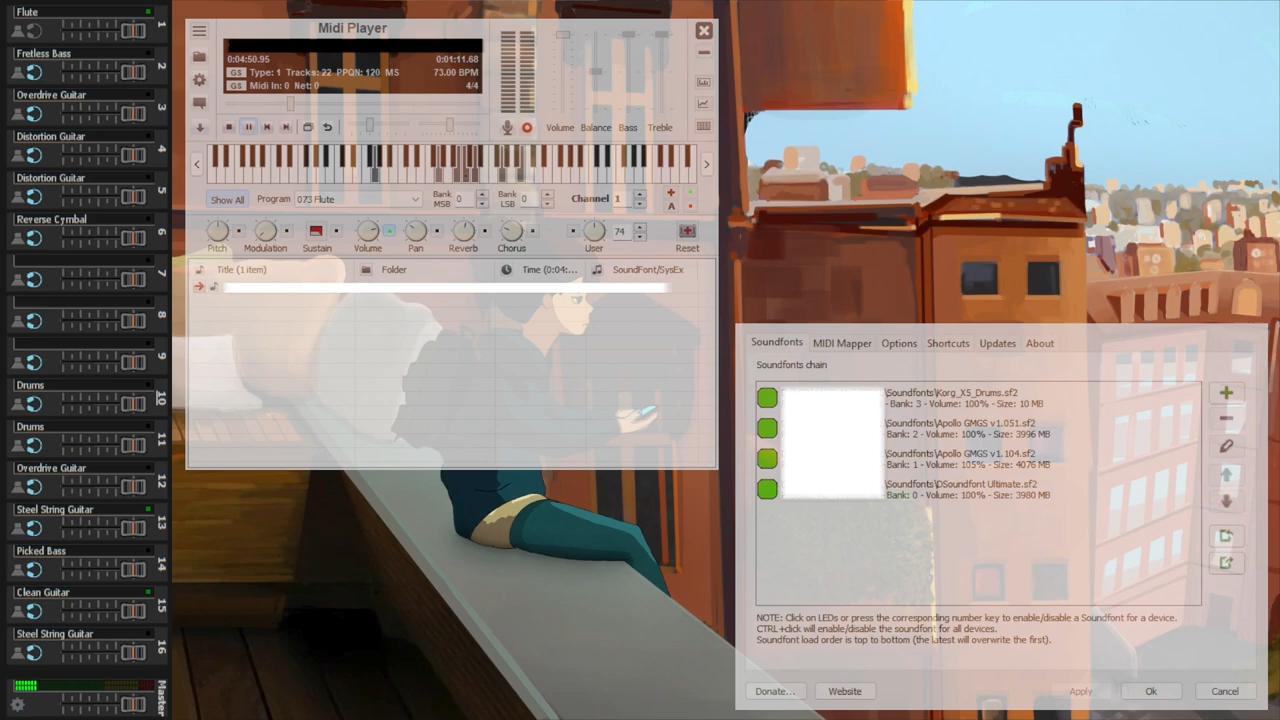 Flute
1
Fretless Bass
2
Overdrive Guitar
3
Distortion Guitar
4
Distortion Guitar
5
Reverse Cymbal
6
7
8
9
Drums
10
Drums
11
Overdrive Guitar
12
Steel String Guitar
13
Picked Bass
14
Clean Guitar
15
Steel String Guitar
16
Master
Midi Player
0:04:50.95 0:01:11.68
GS Type: 1 Tracks: 22 PPQN: 120 MS 73.00 BPM
GS Midi In: 0 Net: 0 4/4
Volume Balance Bass Treble
Show All Program 073 Flute Bank MSB 0 Bank LSB 0 Channel 1 A
74
Pitch Modulation Sustain Volume Pan Reverb Chorus User Reset
Title (1 item) Folder Time (0:04:... SoundFont/SysEx
Soundfonts MIDI Mapper Options Shortcuts Updates About
Soundfonts chain
\Soundfonts\Korg_X5_Drums.sf2
- Bank: 3 - Volume: 100% - Size: 10 MB
\Soundfonts\Apollo GMGS v1.051.sf2
Bank: 2 - Volume: 100% - Size: 3996 MB
\Soundfonts\Apollo GMGS v1.104.sf2
Bank: 1 - Volume: 105% - Size: 4076 MB
\Soundfonts\DSoundfont Ultimate.sf2
Bank: 0 - Volume: 100% - Size: 3980 MB
NOTE: Click on LEDs or press the corresponding number key to enable/disable a Soundfont for a device.
CTRL+click will enable/disable the soundfont for all devices.
Soundfont load order is top to bottom (the latest will overwrite the first).
Donate... Website Apply Ok Cancel